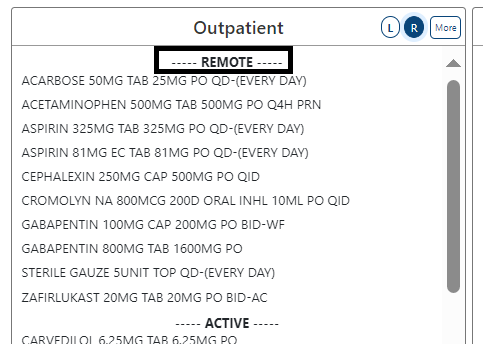 Outpatient L R More
----- REMOTE -----
ACARBOSE 50MG TAB 25MG PO QD-(EVERY DAY)
ACETAMINOPHEN 500MG TAB 500MG PO Q4H PRN
ASPIRIN 325MG TAB 325MG PO QD-(EVERY DAY)
ASPIRIN 81MG EC TAB 81MG PO QD-(EVERY DAY)
CEPHALEXIN 250MG CAP 500MG PO QID
CROMOLYN NA 800MCG 200D ORAL INHL 10ML PO QID
GABAPENTIN 100MG CAP 200MG PO BID-WF
GABAPENTIN 800MG TAB 1600MG PO
STERILE GAUZE 5UNIT TOP QD-(EVERY DAY)
ZAFIRLUKAST 20MG TAB 20MG PO BID-AC
----- ACTIVE -----
CARVEDILOL 6.25MG TAB 6.25MG PO